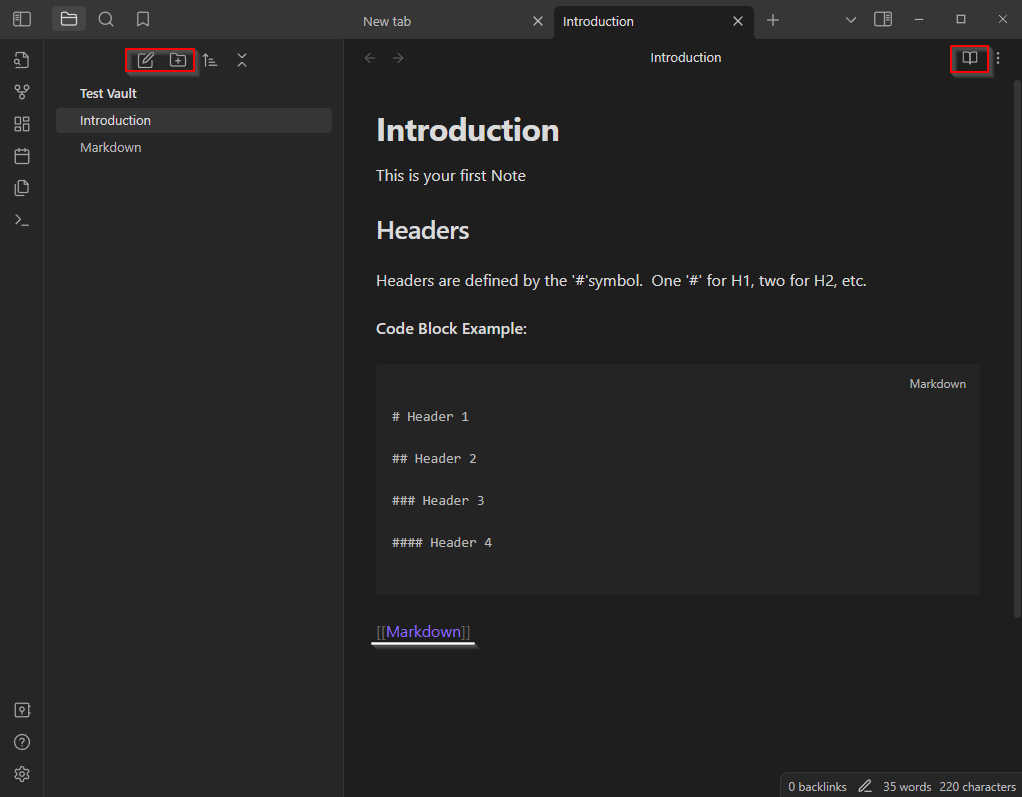 New tab
Introduction
Introduction
Test Vault
Introduction
Markdown
Introduction
This is your first Note
Headers
Headers are defined by the '#'symbol.  One '#' for H1, two for H2, etc.
Code Block Example:
Markdown
# Header 1
## Header 2
### Header 3
#### Header 4
[[Markdown]]
0 backlinks 35 words 220 characters